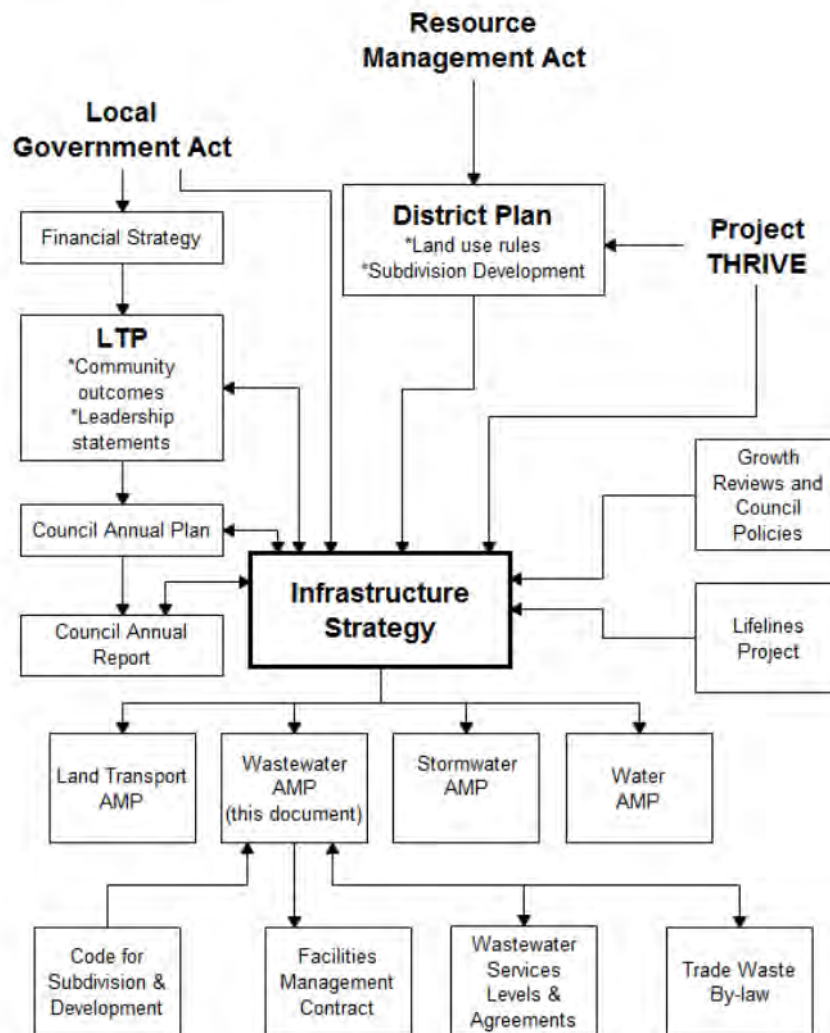 Resource
Management Act
Local
Government Act
Financial Strategy
District Plan
*Land use rules
*Subdivision Development
Project
THRIVE
LTP
*Community
outcomes
*Leadership
statements
Growth
Reviews and
Council
Policies
Council Annual Plan
Infrastructure
Strategy
Council Annual
Report
Lifelines
Project
Land Transport
AMP
Wastewater
AMP
(this document)
Stormwater
AMP
Water
AMP
Code for
Subdivision &
Development
Facilities
Management
Contract
Wastewater
Services
Levels &
Agreements
Trade Waste
By-law